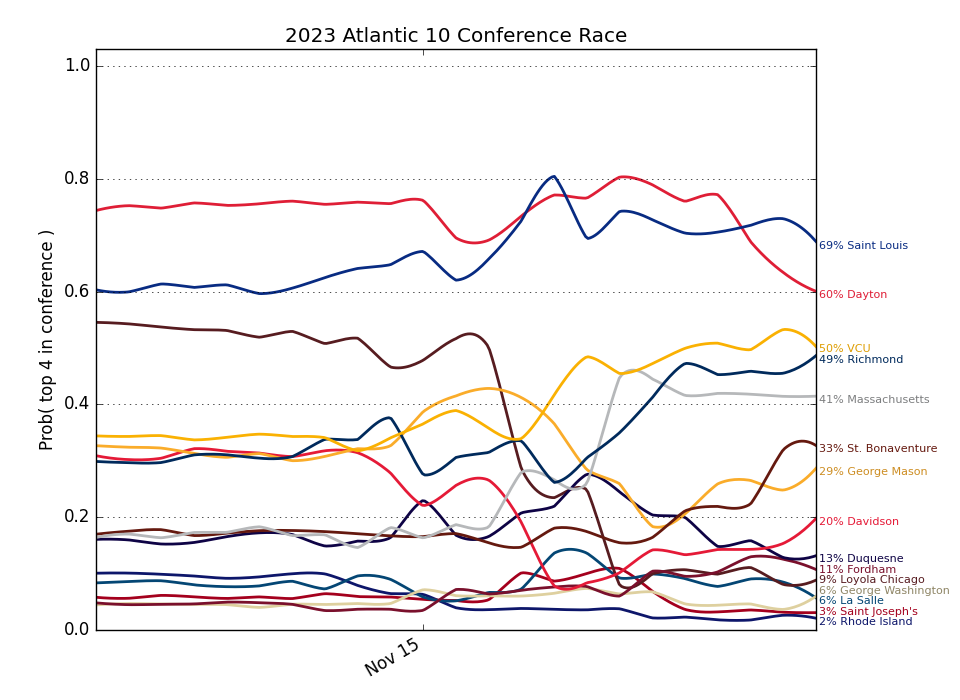 2023 Atlantic 10 Conference Race
Prob( top 4 in conference )
1.0
0.8
0.6
0.4
0.2
0.0
Nov 15
69% Saint Louis
60% Dayton
50% VCU
49% Richmond
41% Massachusetts
33% St. Bonaventure
29% George Mason
20% Davidson
13% Duquesne
11% Fordham
9% Loyola Chicago
6% George Washington
6% La Salle
3% Saint Joseph's
2% Rhode Island